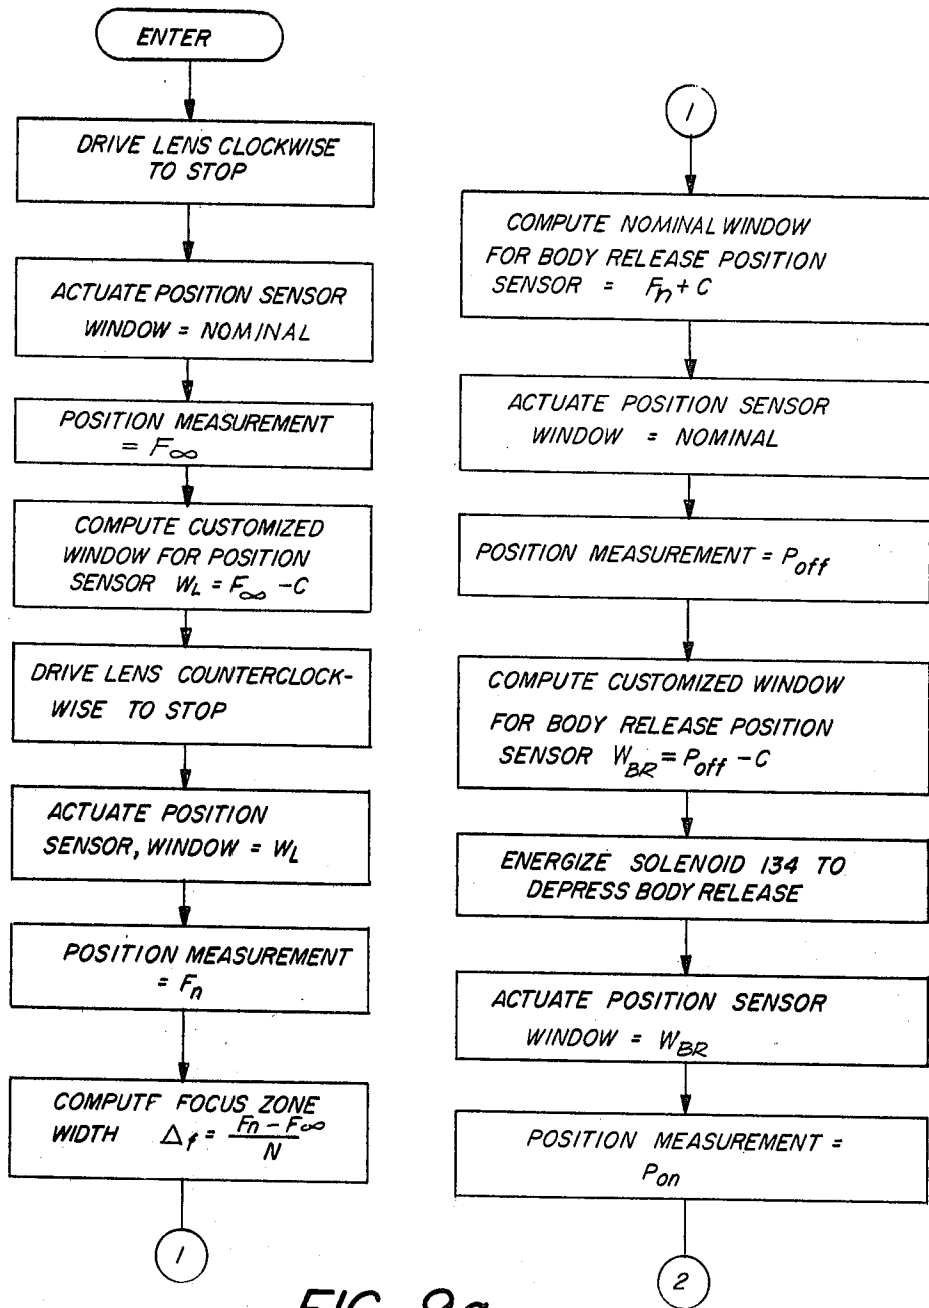 ENTER
DRIVE LENS CLOCKWISE
TO STOP
ACTUATE POSITION SENSOR
WINDOW = NOMINAL
POSITION MEASUREMENT
= F∞
COMPUTE CUSTOMIZED
WINDOW FOR POSITION
SENSOR W_L = F∞ - C
DRIVE LENS COUNTERCLOCK-
WISE TO STOP
ACTUATE POSITION
SENSOR, WINDOW = W_L
POSITION MEASUREMENT
= F_n
COMPUTF FOCUS ZONE
WIDTH Δ_f = (F_n - F∞) / N
1
1
COMPUTE NOMINAL WINDOW
FOR BODY RELEASE POSITION
SENSOR = F_n + C
ACTUATE POSITION SENSOR
WINDOW = NOMINAL
POSITION MEASUREMENT = P_off
COMPUTE CUSTOMIZED WINDOW
FOR BODY RELEASE POSITION
SENSOR W_BR = P_off - C
ENERGIZE SOLENOID 134 TO
DEPRESS BODY RELEASE
ACTUATE POSITION SENSOR
WINDOW = W_BR
POSITION MEASUREMENT =
P_on
2
FIG. 9a